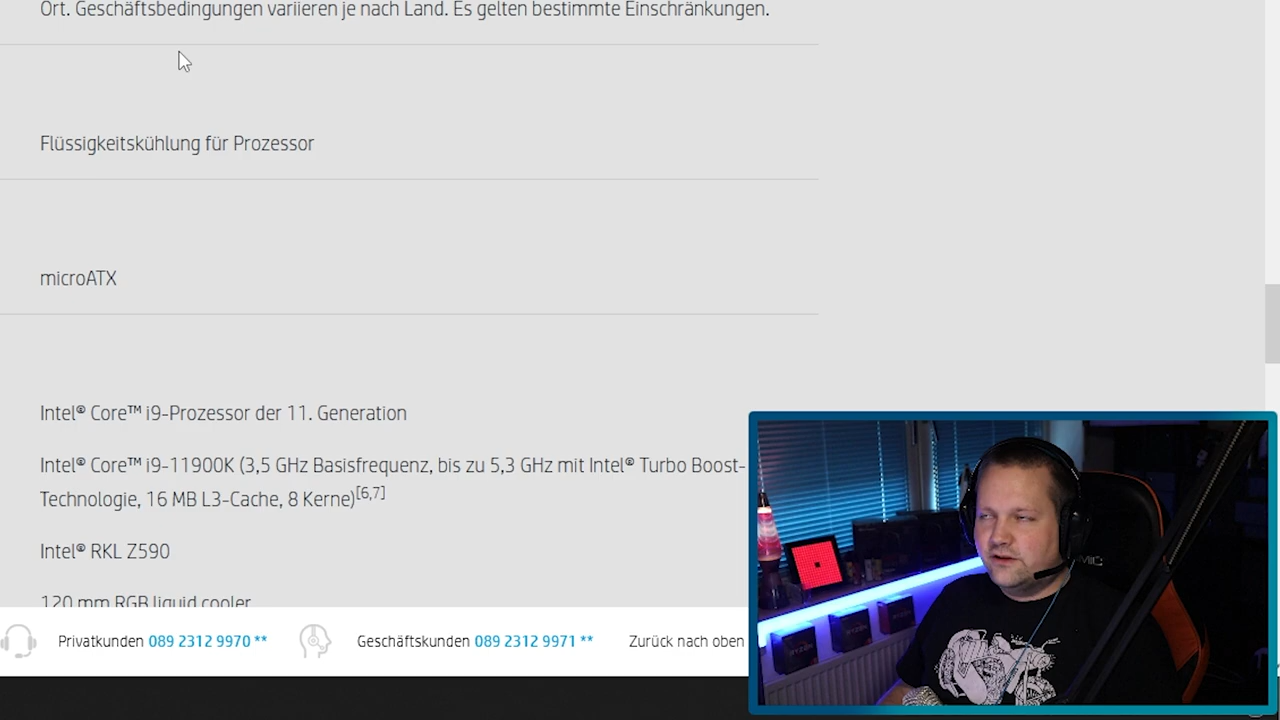 Ort. Geschäftsbedingungen variieren je nach Land. Es gelten bestimmte Einschränkungen.
Flüssigkeitskühlung für Prozessor
microATX
Intel® Core™ i9-Prozessor der 11. Generation
Intel® Core™ i9-11900K (3,5 GHz Basisfrequenz, bis zu 5,3 GHz mit Intel® Turbo Boost-
Technologie, 16 MB L3-Cache, 8 Kerne)[6,7]
Intel® RKL Z590
120 mm RGB liquid cooler
Privatkunden 089 2312 9970 ** Geschäftskunden 089 2312 9971 ** Zurück nach oben
RYZEN